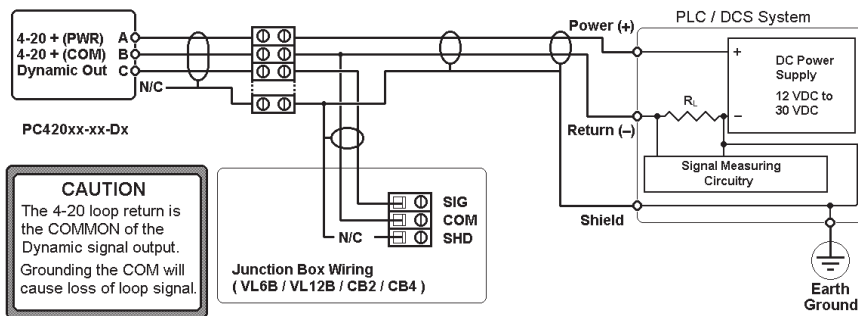 PLC / DCS System
4-20 + (PWR) A
4-20 + (COM) B
Dynamic Out C
N/C
PC420xx-xx-Dx
Power (+)
Return (–)
Shield
+
–
DC Power
Supply
12 VDC to
30 VDC
RL
Signal Measuring
Circuitry
Earth
Ground
CAUTION
The 4-20 loop return is
the COMMON of the
Dynamic signal output.
Grounding the COM will
cause loss of loop signal.
SIG
COM
N/C SHD
Junction Box Wiring
( VL6B / VL12B / CB2 / CB4 )